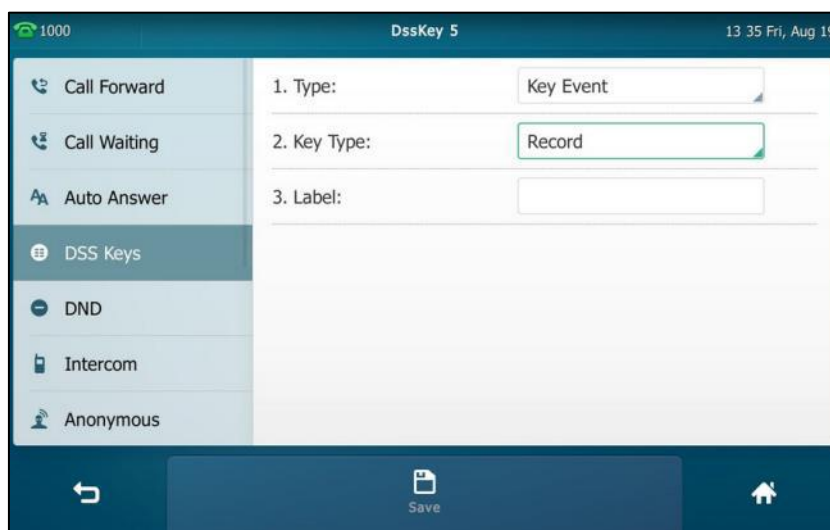 1000 DssKey 5 13 35 Fri, Aug 19
Call Forward
Call Waiting
Auto Answer
DSS Keys
DND
Intercom
Anonymous
1. Type: Key Event
2. Key Type: Record
3. Label:
Save